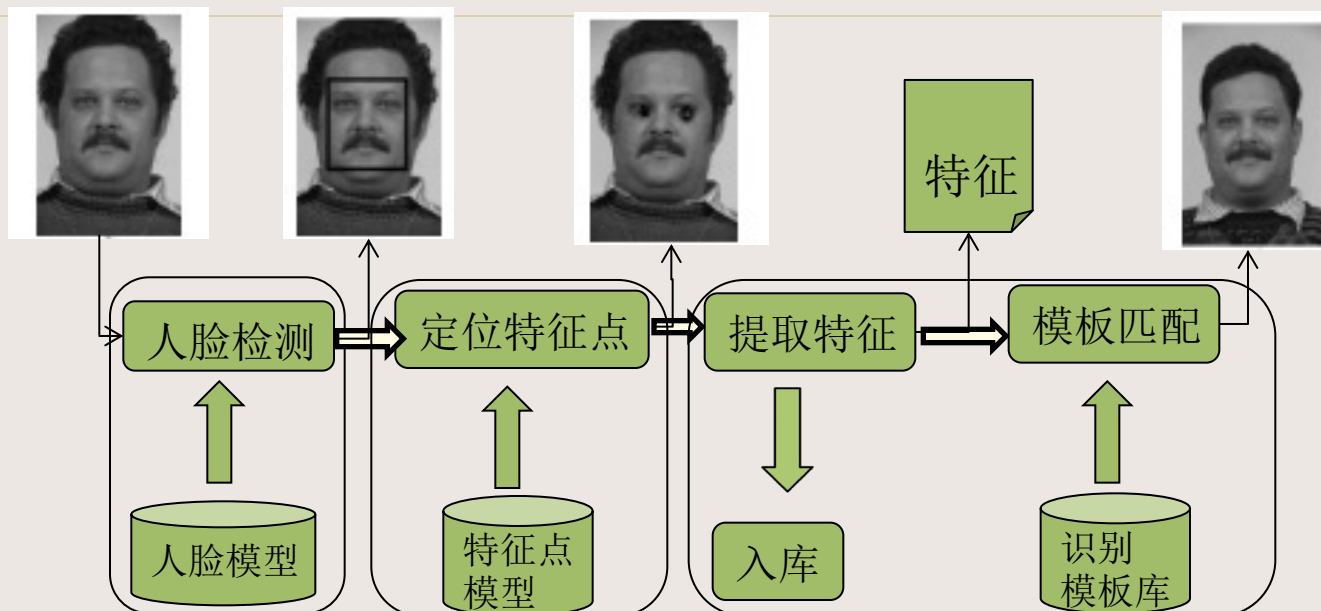 特征
人脸检测
定位特征点
提取特征
模板匹配
人脸模型
特征点
模型
入库
识别
模板库